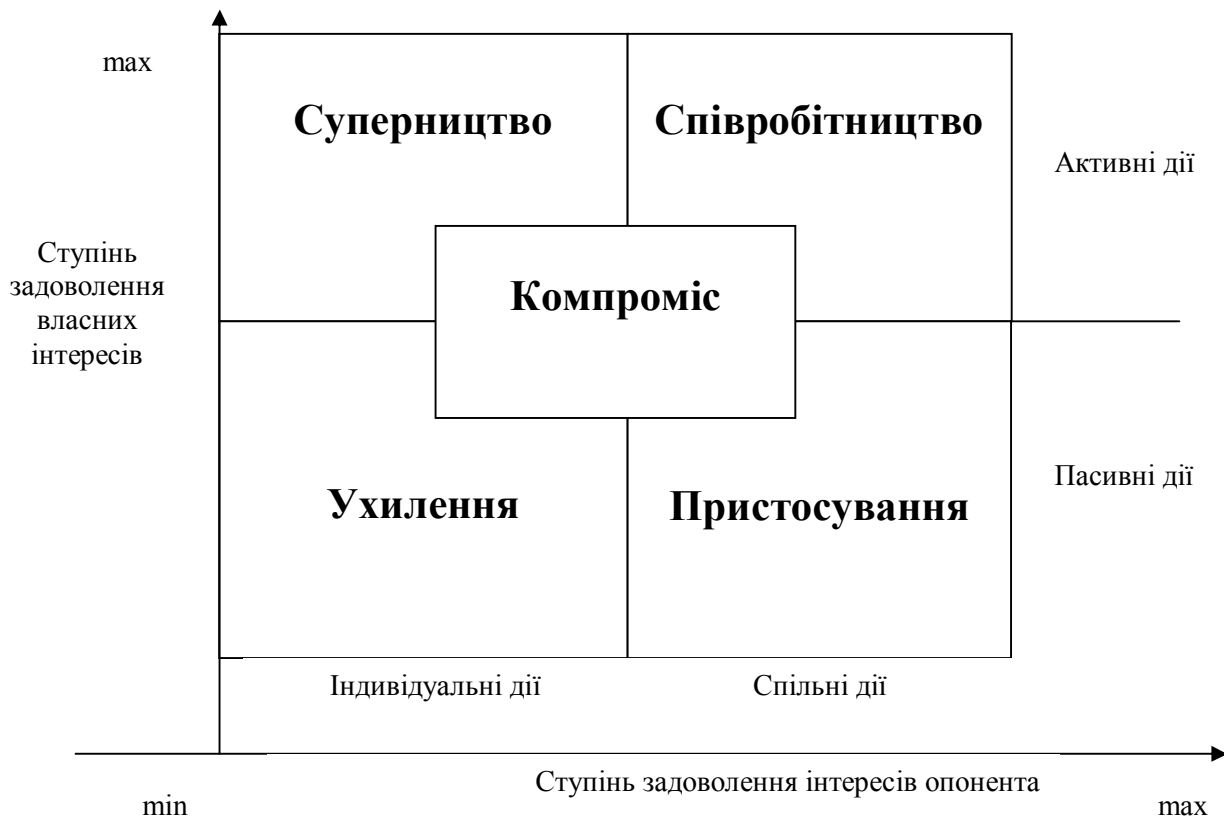 max
Суперництво
Співробітництво
Активні дії
Ступінь
задоволення
власних
інтересів
Компроміс
Пасивні дії
Ухилення
Пристосування
Індивідуальні дії
Спільні дії
Ступінь задоволення інтересів опонента
min
max